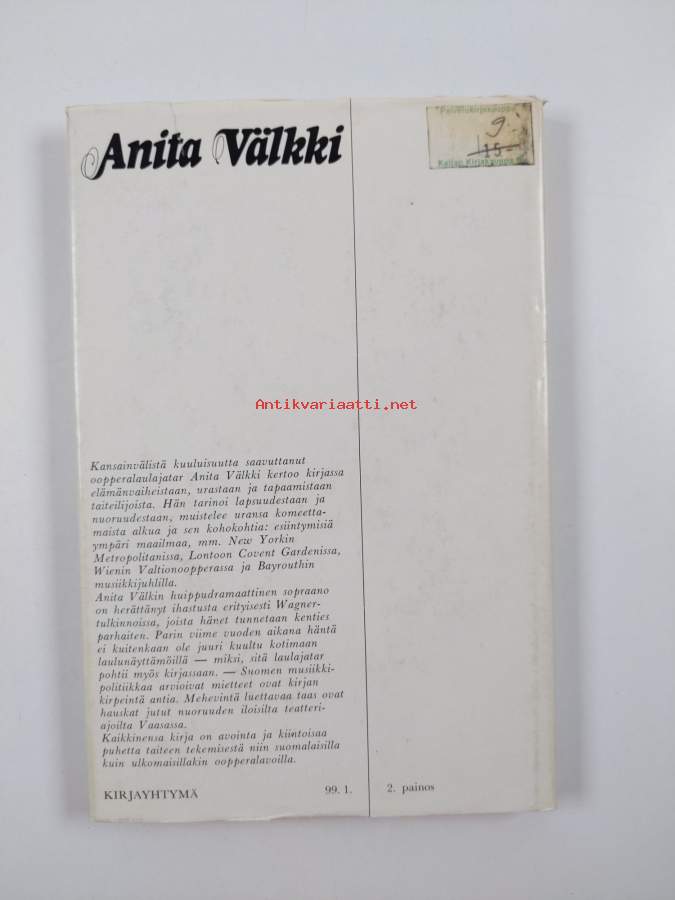 Anita Välkki
Palvelukirjakauppa
9:-
15-
Kallan Kirjakauppa
Antikvariaatti.net
Kansainvälistä kuuluisuutta saavuttanut
oopperalaulajatar Anita Välkki kertoo kirjassa
elämänvaiheistaan, urastaan ja tapaamistaan
taiteilijoista. Hän tarinoi lapsuudestaan ja
nuoruudestaan, muistelee uransa komeetta-
maista alkua ja sen kohokohtia: esiintymisiä
ympäri maailmaa, mm. New Yorkin
Metropolitanissa, Lontoon Covent Gardenissa,
Wienin Valtionoopperassa ja Bayrouthin
musiikkijuhlilla.
Anita Välkin huippudramaattinen sopraano
on herättänyt ihastusta erityisesti Wagner-
tulkinnoissa, joista hänet tunnetaan kenties
parhaiten. Parin viime vuoden aikana häntä
ei kuitenkaan ole juuri kuultu kotimaan
laulunäyttämöillä — miksi, sitä laulajatar
pohtii myös kirjassaan. — Suomen musiikki-
politiikkaa arvioivat mietteet ovat kirjan
kirpeintä antia. Mehevintä luettavaa taas ovat
hauskat jutut nuoruuden iloisilta teatteri-
ajoilta Vaasassa.
Kaikkinensa kirja on avointa ja kiintoisaa
puhetta taiteen tekemisestä niin suomalaisilla
kuin ulkomaisillakin oopperalavoilla.
KIRJAYHTYMÄ 99.1. 2. painos